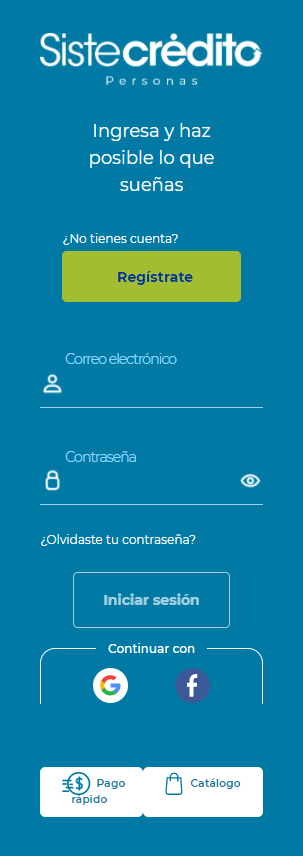 Sistecrédito
Personas
Ingresa y haz
posible lo que
sueñas
¿No tienes cuenta?
Regístrate
Correo electrónico
Contraseña
¿Olvidaste tu contraseña?
Iniciar sesión
Continuar con
Pago
rápido
Catálogo